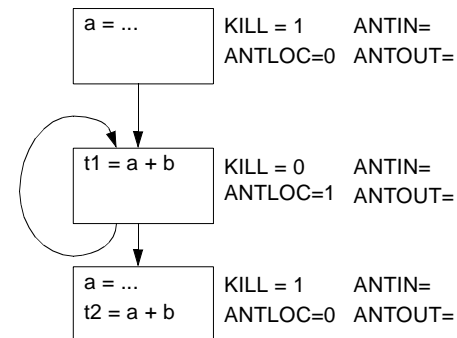 a = ...
KILL = 1 ANTIN=
ANTLOC=0 ANTOUT=
t1 = a + b
KILL = 0 ANTIN=
ANTLOC=1 ANTOUT=
a = ...
t2 = a + b
KILL = 1 ANTIN=
ANTLOC=0 ANTOUT=